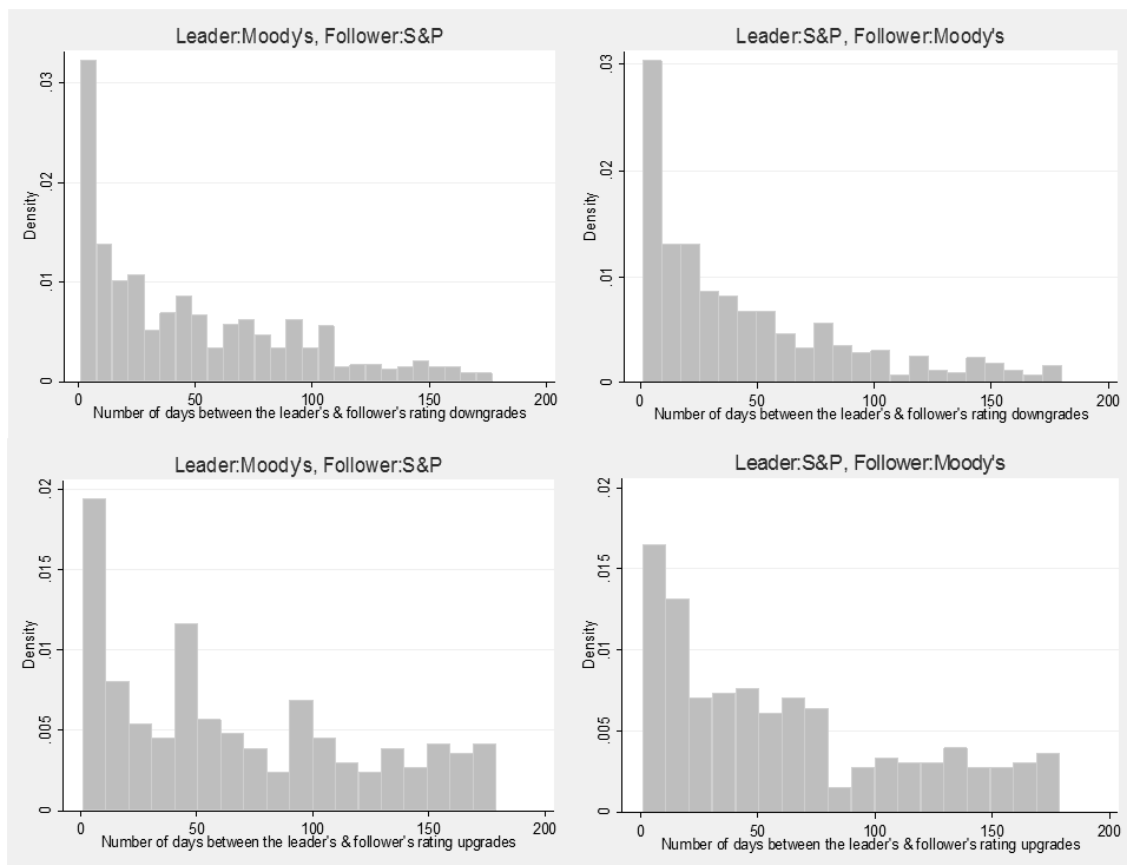 Leader:Moody's, Follower:S&P
Density
.03
.02
.01
0
0 50 100 150 200
Number of days between the leader's & follower's rating downgrades
Leader:S&P, Follower:Moody's
Density
.03
.02
.01
0
0 50 100 150 200
Number of days between the leader's & follower's rating downgrades
Leader:Moody's, Follower:S&P
Density
.02
.015
.01
.005
0
0 50 100 150 200
Number of days between the leader's & follower's rating upgrades
Leader:S&P, Follower:Moody's
Density
.02
.015
.01
.005
0
0 50 100 150 200
Number of days between the leader's & follower's rating upgrades